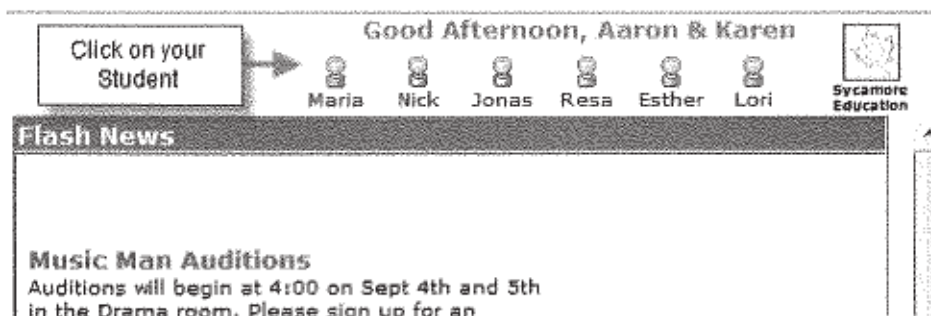 Good Afternoon, Aaron & Karen
Click on your
Student
Maria Nick Jonas Resa Esther Lori
Sycamore
Education
Flash News
Music Man Auditions
Auditions will begin at 4:00 on Sept 4th and 5th
in the Drama room. Please sign up for an